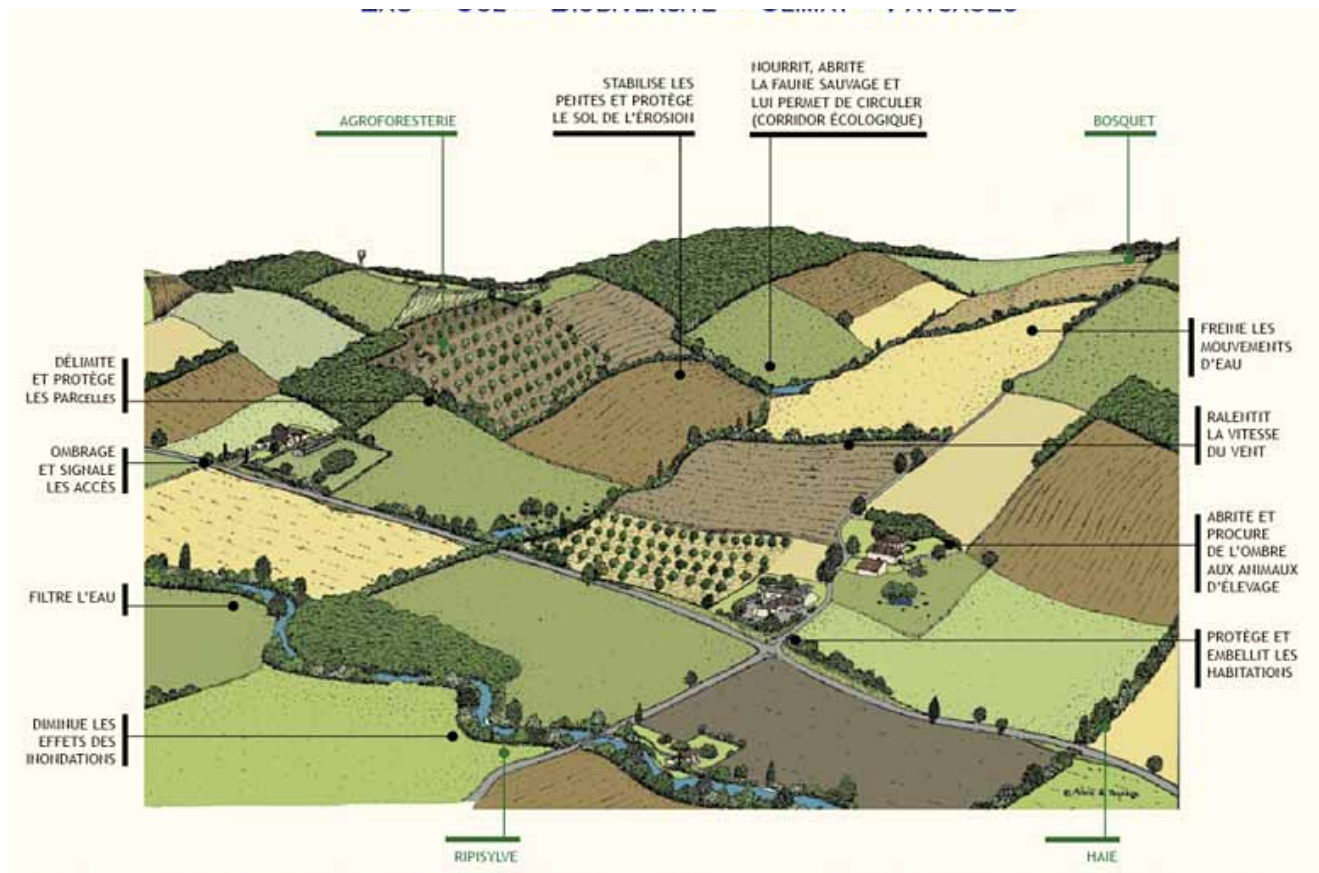 NOURRIT, ABRITE
LA FAUNE SAUVAGE ET
LUI PERMET DE CIRCULER
(CORRIDOR ÉCOLOGIQUE)
STABILISE LES
PENTES ET PROTÈGE
LE SOL DE L'ÉROSION
AGROFORESTERIE
BOSQUET
DÉLIMITE
ET PROTÈGE
LES PARCELLES
OMBRAGE
ET SIGNALE
LES ACCÈS
FILTRE L'EAU
DIMINUE LES
EFFETS DES
INONDATIONS
FREINE LES
MOUVEMENTS
D'EAU
RALENTIT
LA VITESSE
DU VENT
ABRITE ET
PROCURE
DE L'OMBRE
AUX ANIMAUX
D'ÉLEVAGE
PROTÈGE ET
EMBELLIT LES
HABITATIONS
RIPISYLVE
HAIE